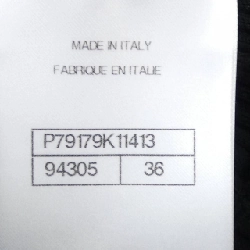 MADE IN ITALY
FABRIQUE EN ITALIE
P79179K11413
94305 36